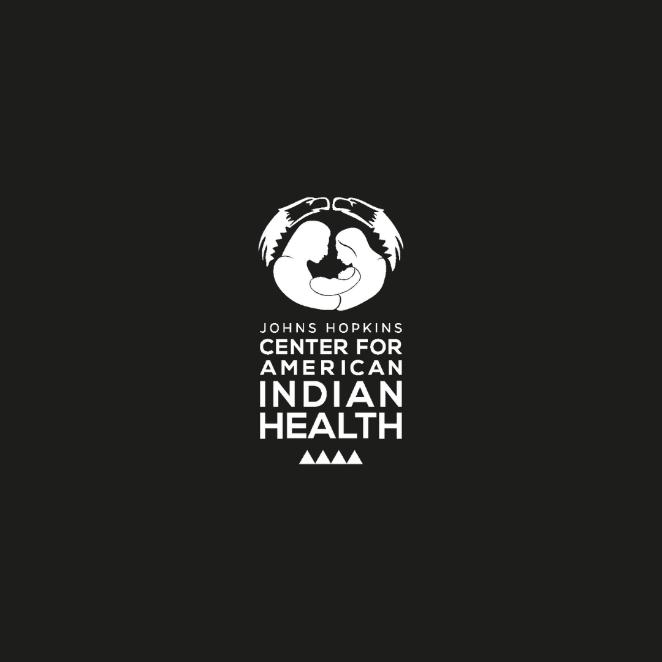 JOHNS HOPKINS
CENTER FOR
AMERICAN
INDIAN
HEALTH